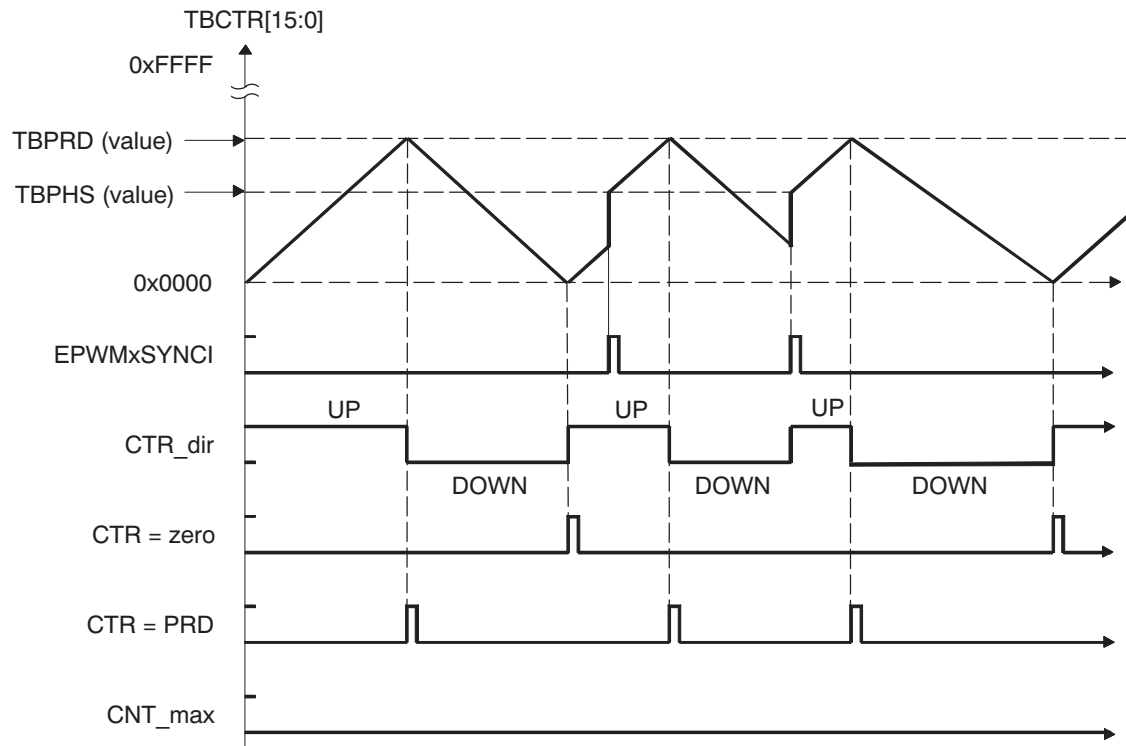 TBCTR[15:0]
0xFFFF
TBPRD (value)
TBPHS (value)
0x0000
EPWMxSYNCI
UP
UP
UP
CTR_dir
DOWN
DOWN
DOWN
CTR = zero
CTR = PRD
CNT_max